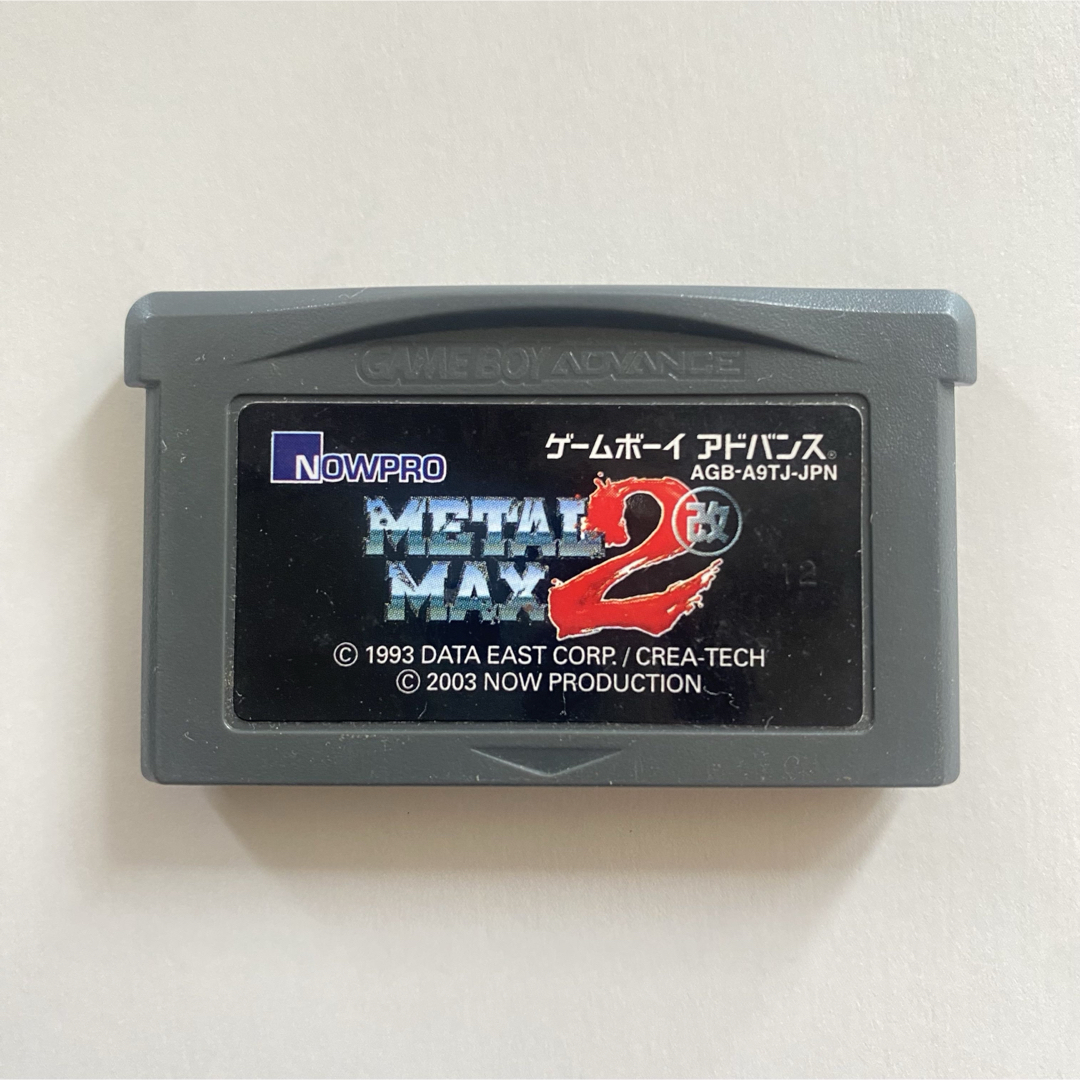 GAME BOY ADVANCE
NOWPRO
ゲームボーイ アドバンス®
AGB-A9TJ-JPN
METAL
MAX 2 改
12
© 1993 DATA EAST CORP. / CREA-TECH
© 2003 NOW PRODUCTION